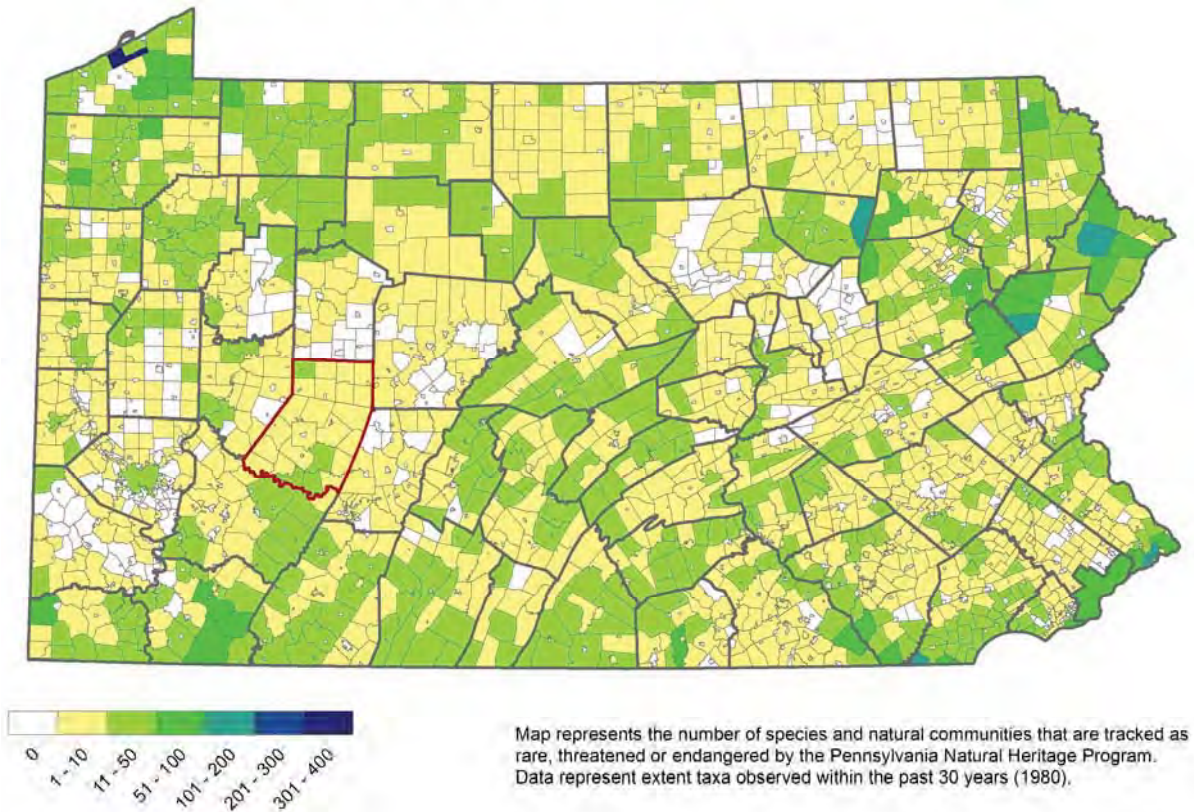 0
1 - 10
11 - 50
51 - 100
101 - 200
201 - 300
301 - 400
Map represents the number of species and natural communities that are tracked as
rare, threatened or endangered by the Pennsylvania Natural Heritage Program.
Data represent extent taxa observed within the past 30 years (1980).